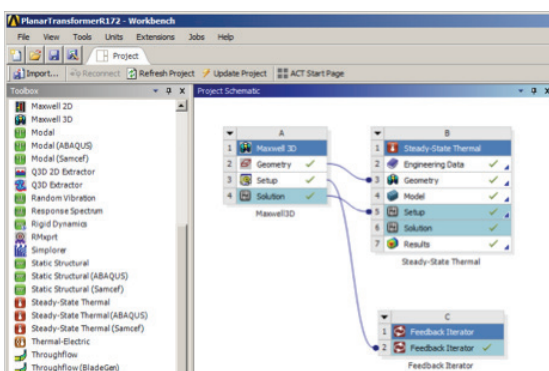 PlanarTransformerR172 - Workbench
File View Tools Units Extensions Jobs Help
Project
Import... Reconnect Refresh Project Update Project ACT Start Page
Toolbox
Project Schematic
Maxwell 2D
Maxwell 3D
Modal
Modal (ABAQUS)
Modal (Samcef)
Q3D 2D Extractor
Q3D Extractor
Random Vibration
Response Spectrum
Rigid Dynamics
RMxprt
Simplorer
Static Structural
Static Structural (ABAQUS)
Static Structural (Samcef)
Steady-State Thermal
Steady-State Thermal (ABAQUS)
Steady-State Thermal (Samcef)
Thermal-Electric
Throughflow
Throughflow (BladeGen)
A
1 Maxwell 3D
2 Geometry
3 Setup
4 Solution
Maxwell3D
B
1 Steady-State Thermal
2 Engineering Data
3 Geometry
4 Model
5 Setup
6 Solution
7 Results
Steady-State Thermal
C
1 Feedback Iterator
2 Feedback Iterator
Feedback Iterator